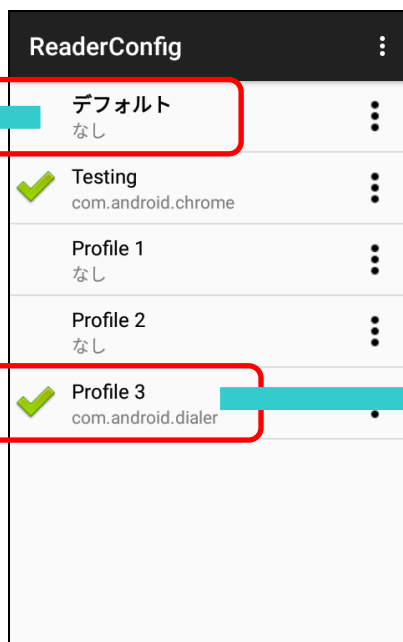 ReaderConfig
デフォルト
なし
Testing
com.android.chrome
Profile 1
なし
Profile 2
なし
Profile 3
com.android.dialer